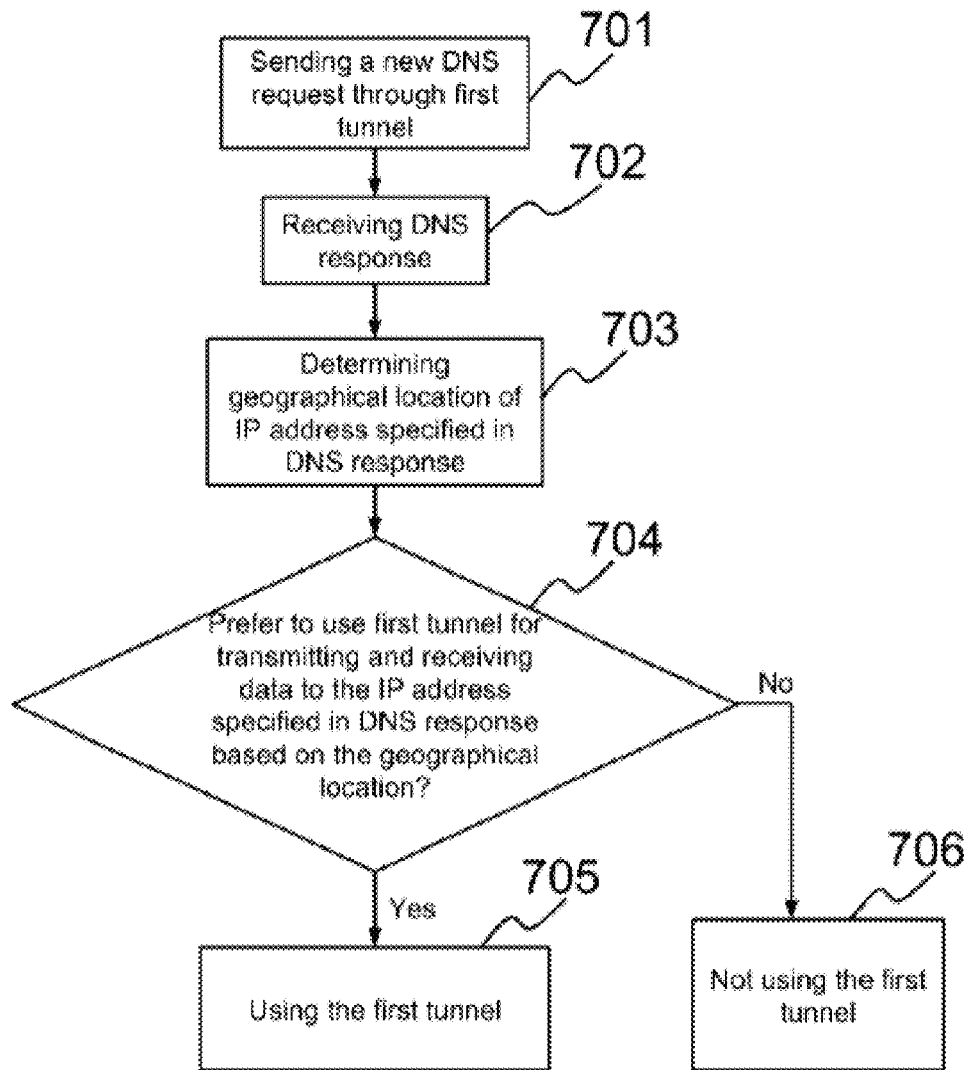 701
Sending a new DNS
request through first
tunnel
702
Receiving DNS
response
703
Determining
geographical location of
IP address specified in
DNS response
704
Prefer to use first tunnel for
transmitting and receiving
data to the IP address
specified in DNS response
based on the geographical
location?
No
Yes
705
Using the first tunnel
706
Not using the first
tunnel